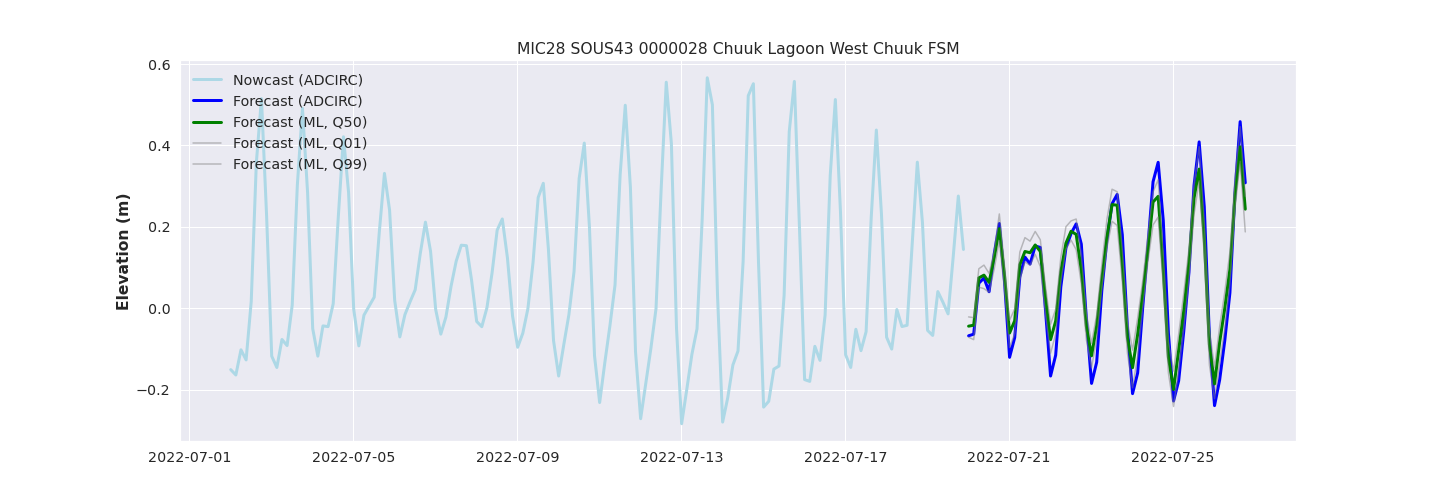 MIC28 SOUS43 0000028 Chuuk Lagoon West Chuuk FSM
Elevation (m)
0.6
0.4
0.2
0.0
−0.2
Nowcast (ADCIRC)
Forecast (ADCIRC)
Forecast (ML, Q50)
Forecast (ML, Q01)
Forecast (ML, Q99)
2022-07-01
2022-07-05
2022-07-09
2022-07-13
2022-07-17
2022-07-21
2022-07-25